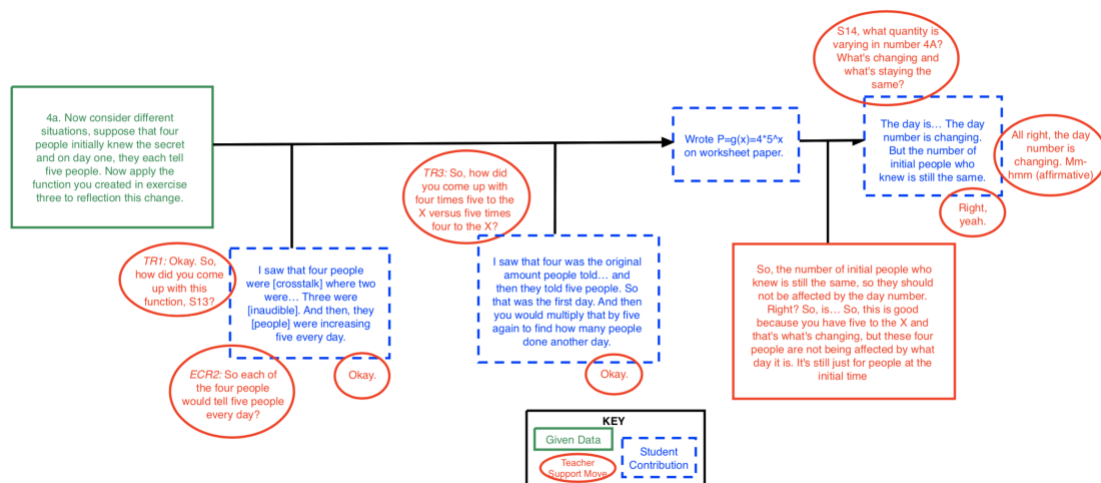 4a. Now consider different
situations, suppose that four
people initially knew the secret
and on day one, they each tell
five people. Now apply the
function you created in exercise
three to reflection this change.
TR1: Okay. So,
how did you come
up with this
function, S13?
I saw that four people
were [crosstalk] where two
were... Three were
[inaudible]. And then, they
[people] were increasing
five every day.
ECR2: So each of
the four people
would tell five people
every day?
Okay.
TR3: So, how did
you come up with
four times five to the
X versus five times
four to the X?
I saw that four was the original
amount people told... and
then they told five people. So
that was the first day. And then
you would multiply that by five
again to find how many people
done another day.
Okay.
Wrote P=g(x)=4*5^x
on worksheet paper.
S14, what quantity is
varying in number 4A?
What's changing and
what's staying the
same?
The day is... The day
number is changing.
But the number of
initial people who
knew is still the same.
All right, the day
number is
changing. Mm-
hmm (affirmative)
Right,
yeah.
So, the number of initial people who
knew is still the same, so they should
not be affected by the day number.
Right? So, is... So, this is good
because you have five to the X and
that's what's changing, but these four
people are not being affected by what
day it is. It's still just for people at the
initial time
KEY
Given Data
Teacher
Support Move
Student
Contribution